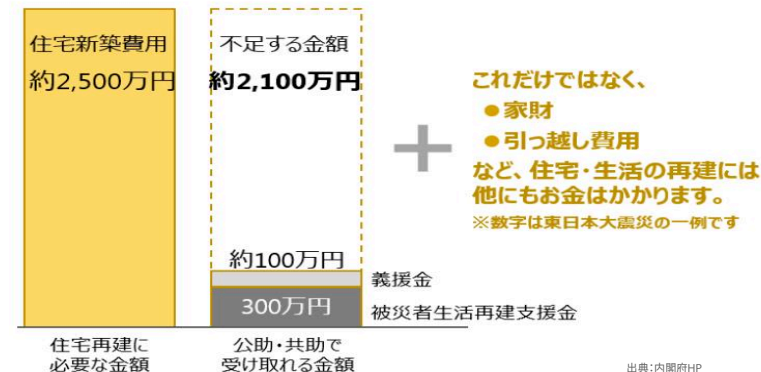 住宅新築費用
約2,500万円
不足する金額
約2,100万円
約100万円
義援金
300万円
被災者生活再建支援金
住宅再建に
必要な金額
公助・共助で
受け取れる金額
+
これだけではなく、
●家財
●引っ越し費用
など、住宅・生活の再建には
他にもお金はかかります。
※数字は東日本大震災の一例です
出典：内閣府HP